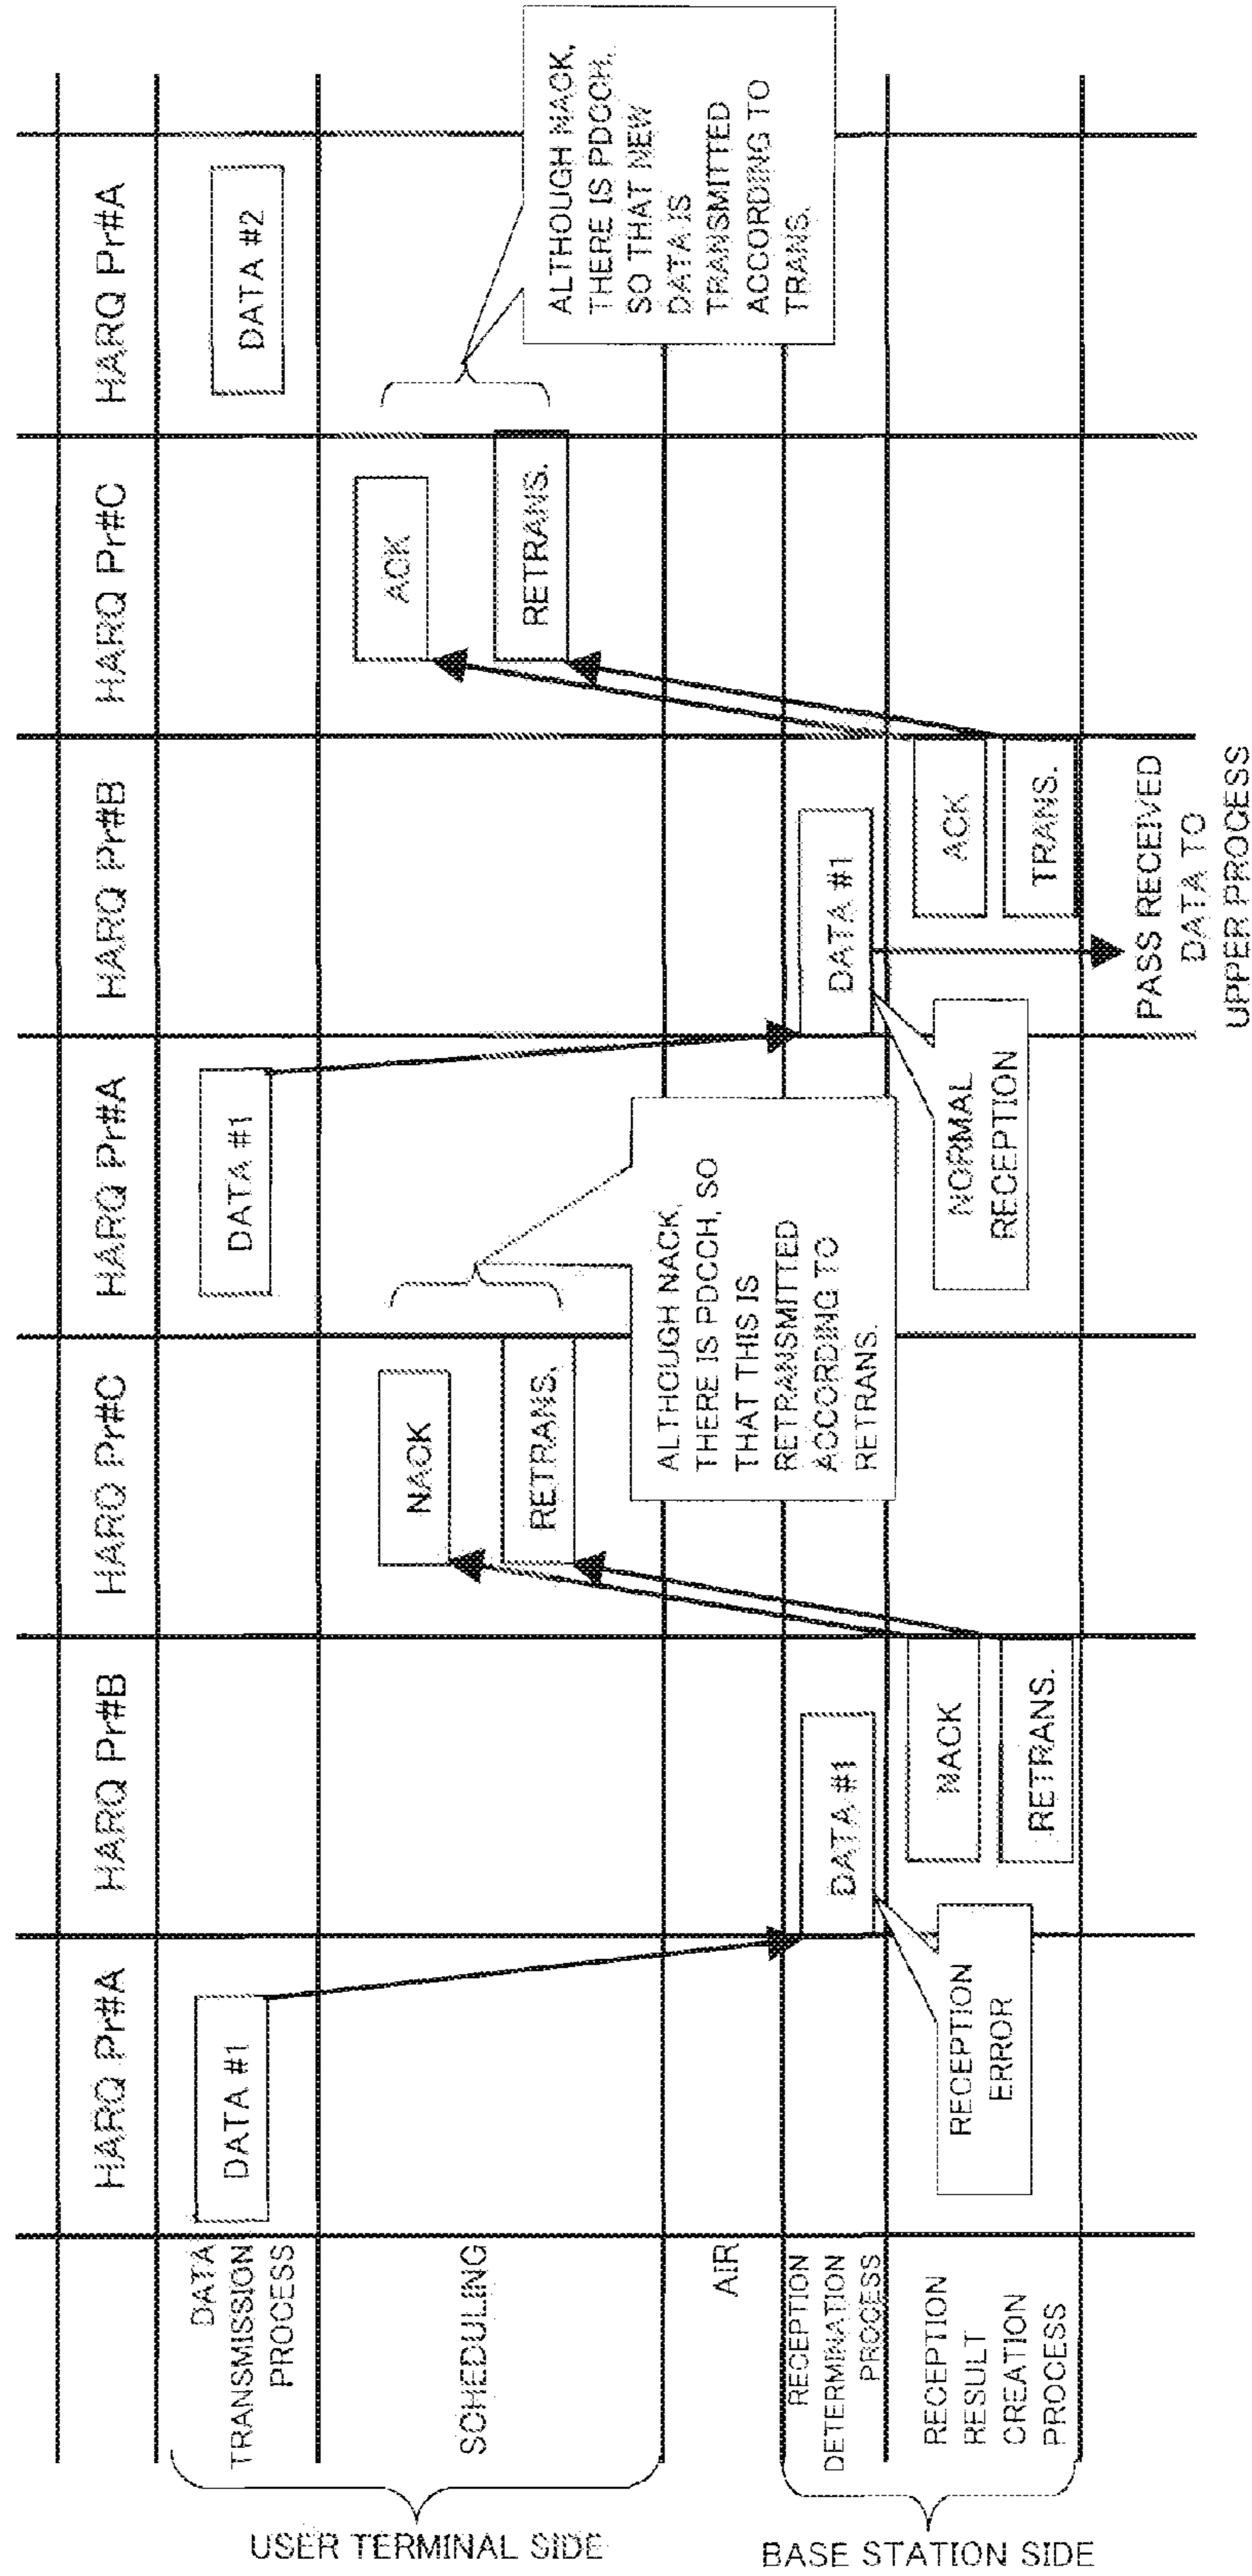 HARQ Pr#A
HARQ Pr#B
HARQ Pr#C
HARQ Pr#A
HARQ Pr#B
HARQ Pr#C
HARQ Pr#A
DATA
TRANSMISSION
PROCESS
DATA #1
DATA #1
DATA #2
SCHEDULING
NACK
RETRANS.
ACK
RETRANS.
ALTHOUGH NACK,
THERE IS PDCCH, SO
THAT THIS IS
RETRANSMITTED
ACCORDING TO
RETRANS.
ALTHOUGH NACK,
THERE IS PDCCH,
SO THAT NEW
DATA IS
TRANSMITTED
ACCORDING TO
TRANS.
AIR
RECEPTION
DETERMINATION
PROCESS
DATA #1
DATA #1
RECEPTION
RESULT
CREATION
PROCESS
RECEPTION
ERROR
NACK
RETRANS.
NORMAL
RECEPTION
ACK
TRANS.
PASS RECEIVED
DATA TO
UPPER PROCESS
USER TERMINAL SIDE
BASE STATION SIDE